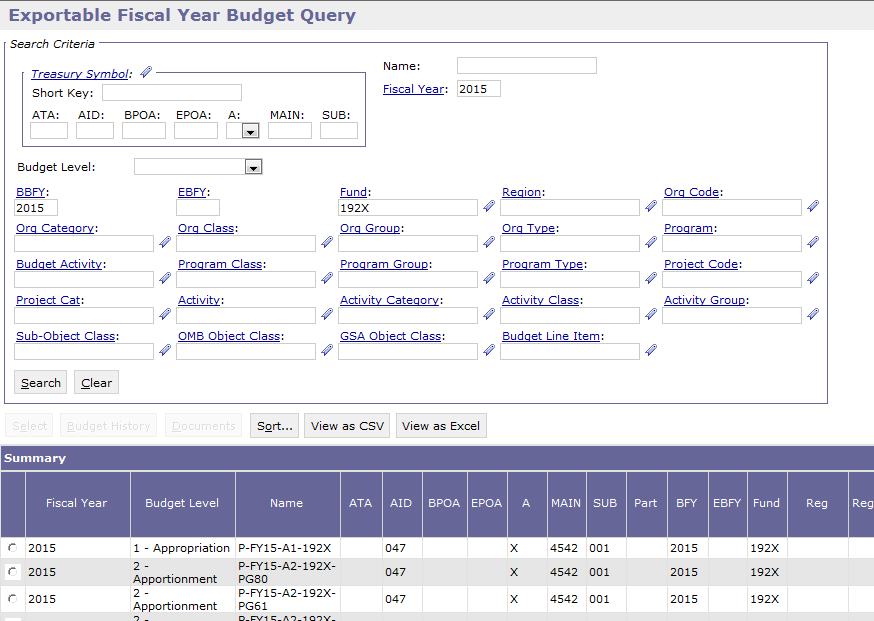 Exportable Fiscal Year Budget Query
Search Criteria
Treasury Symbol:
Name:
Short Key:
Fiscal Year: 2015
ATA: AID: BPOA: EPOA: A: MAIN: SUB:
Budget Level:
BBFY: EBFY: Fund: Region: Org Code:
2015 192X
Org Category: Org Class: Org Group: Org Type: Program:
Budget Activity: Program Class: Program Group: Program Type: Project Code:
Project Cat: Activity: Activity Category: Activity Class: Activity Group:
Sub-Object Class: OMB Object Class: GSA Object Class: Budget Line Item:
Search Clear
Select Budget History Documents Sort... View as CSV View as Excel
Summary
Fiscal Year Budget Level Name ATA AID BPOA EPOA A MAIN SUB Part BFY EBFY Fund Reg Reg
2015 1 - Appropriation P-FY15-A1-192X 047 X 4542 001 2015 192X
2 - P-FY15-A2-192X-
2015 047 X 4542 001 2015 192X
Apportionment PG80
2 - P-FY15-A2-192X-
2015 047 X 4542 001 2015 192X
Apportionment PG61
2 - P-FY15-A2-192X-